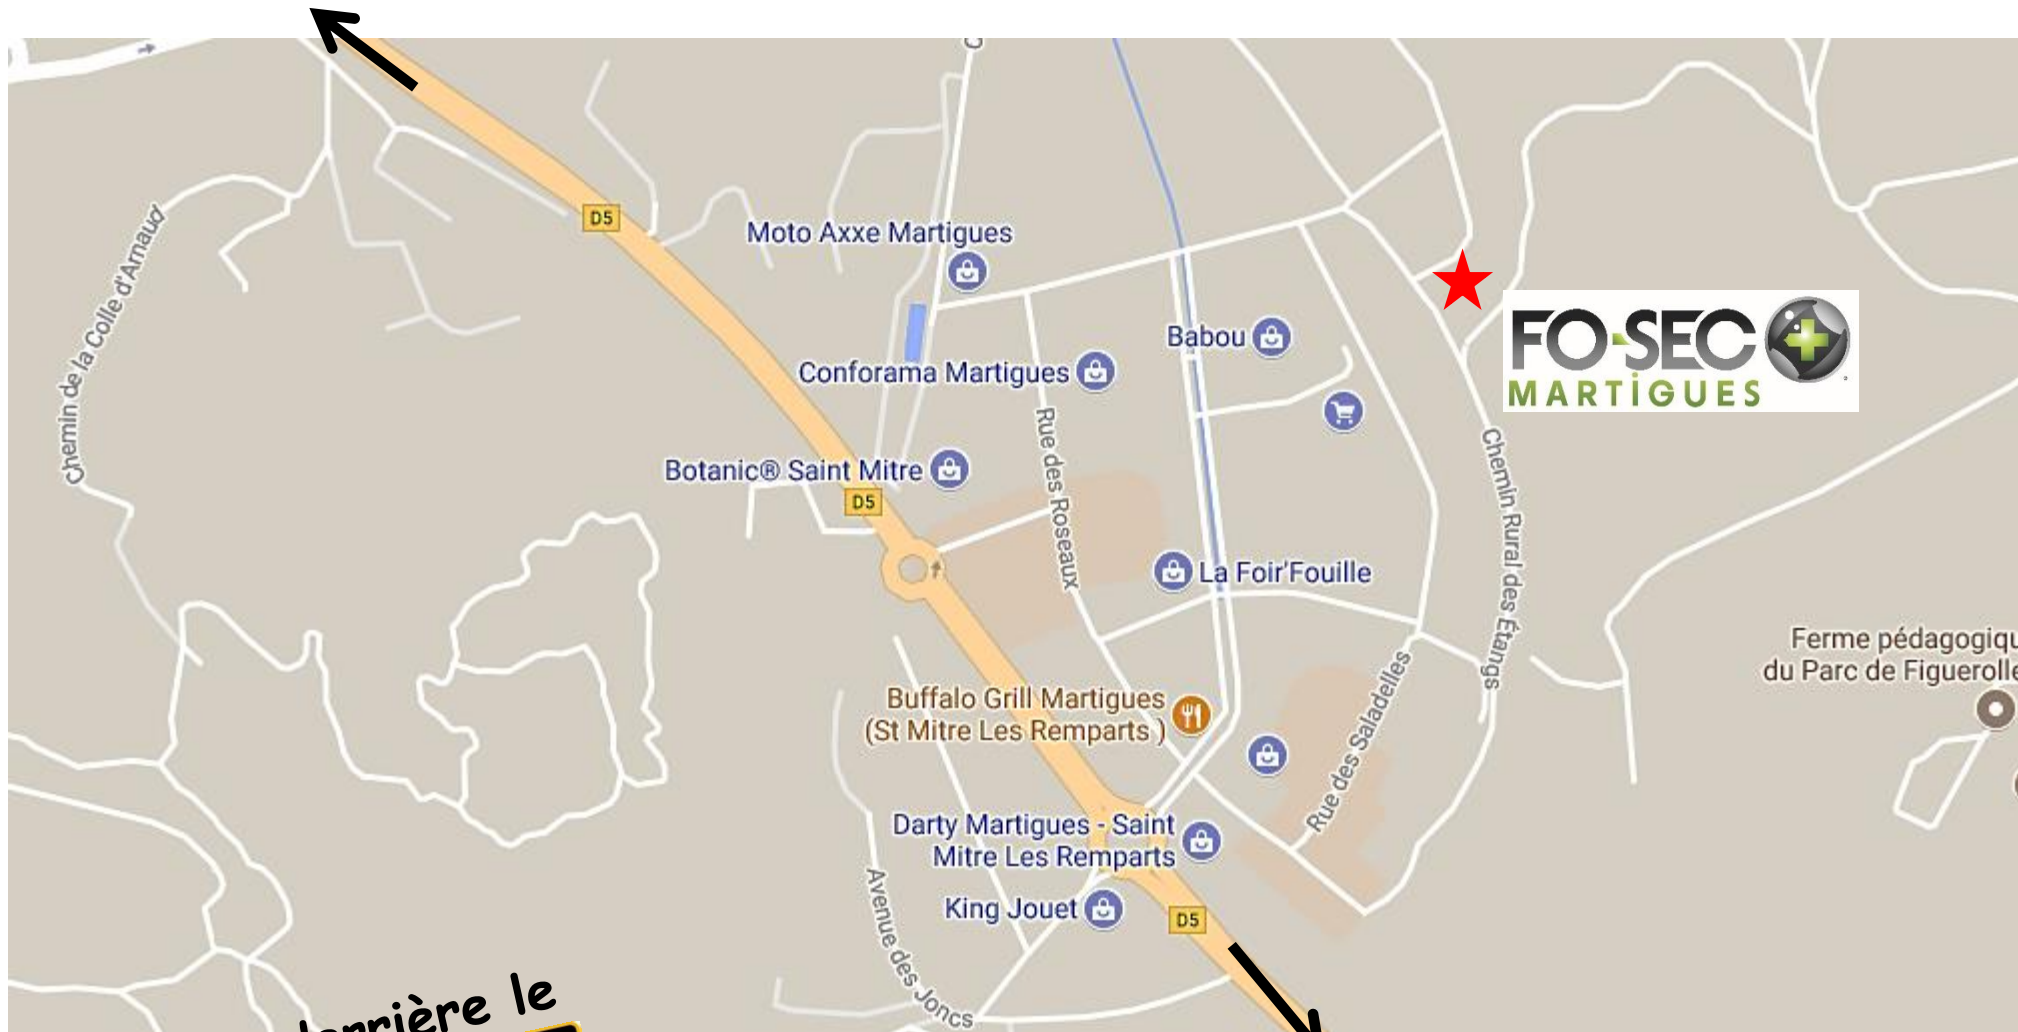 D5
Moto Axxe Martigues
Chemin de la Colle d'Arnaud
Babou
FO-SEC
MARTIGUES
Conforama Martigues
Rue des Roseaux
Chemin Rural des Étangs
Botanic® Saint Mitre
D5
La Foir'Fouille
Ferme pédagogiqu
du Parc de Figuerolle
Buffalo Grill Martigues
(St Mitre Les Remparts )
Rue des Saladelles
Darty Martigues - Saint
Mitre Les Remparts
King Jouet
D5
Avenue des Joncs
le